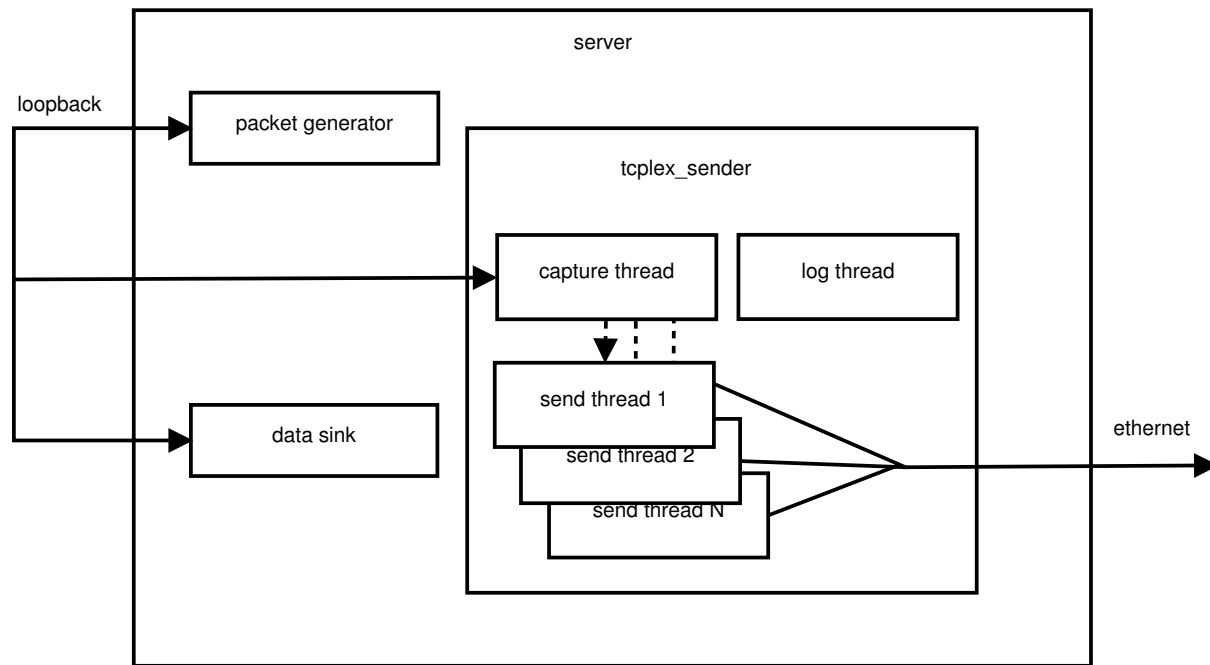 server
loopback
packet generator
tcplex_sender
capture thread
log thread
send thread 1
data sink
ethernet
send thread 2
send thread N